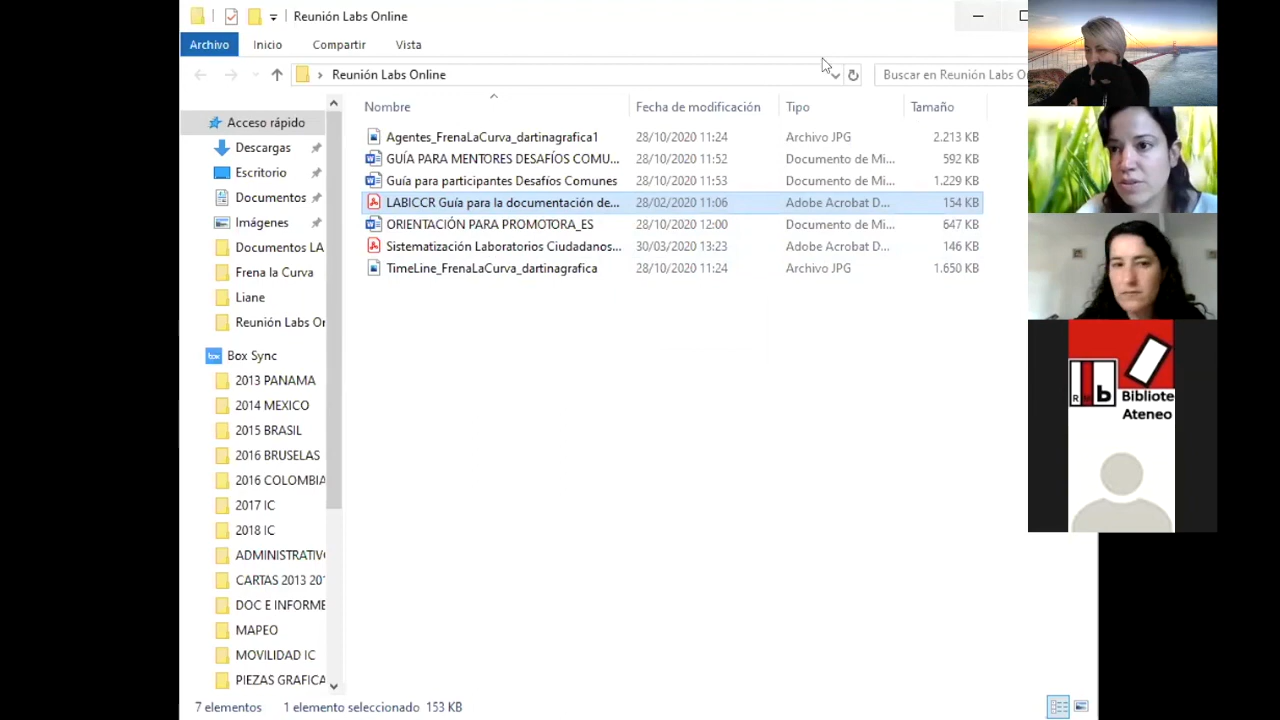 Reunión Labs Online
Archivo Inicio Compartir Vista
Reunión Labs Online Buscar en Reunión Labs O
Nombre Fecha de modificación Tipo Tamaño
Acceso rápido
Descargas
Escritorio
Documentos
Imágenes
Documentos LA
Frena la Curva
Liane
Reunión Labs Or
Box Sync
2013 PANAMA
2014 MEXICO
2015 BRASIL
2016 BRUSELAS
2016 COLOMBIA
2017 IC
2018 IC
ADMINISTRATIV
CARTAS 2013 20
DOC E INFORME
MAPEO
MOVILIDAD IC
PIEZAS GRAFICA
Agentes_FrenaLaCurva_dartinagrafica1 28/10/2020 11:24 Archivo JPG 2.213 KB
GUÍA PARA MENTORES DESAFÍOS COMU... 28/10/2020 11:52 Documento de Mi... 592 KB
Guía para participantes Desafíos Comunes 28/10/2020 11:53 Documento de Mi... 1.229 KB
LABICCR Guía para la documentación de... 28/02/2020 11:06 Adobe Acrobat D... 154 KB
ORIENTACIÓN PARA PROMOTORA_ES 28/10/2020 12:00 Documento de Mi... 647 KB
Sistematización Laboratorios Ciudadanos... 30/03/2020 13:23 Adobe Acrobat D... 146 KB
TimeLine_FrenaLaCurva_dartinagrafica 28/10/2020 11:24 Archivo JPG 1.650 KB
7 elementos 1 elemento seleccionado 153 KB
R b
Bibliote
Ateneo